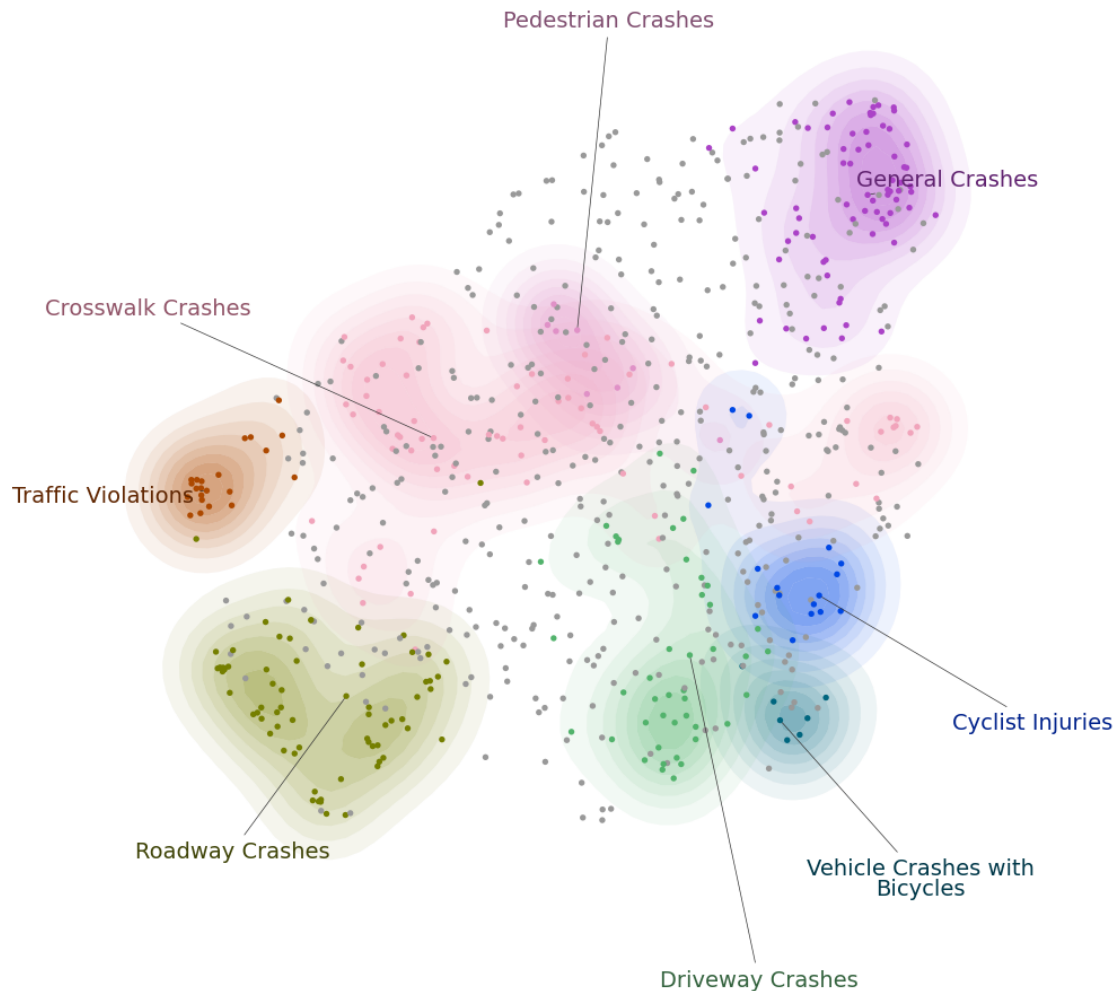 Pedestrian Crashes
General Crashes
Crosswalk Crashes
Traffic Violations
Cyclist Injuries
Roadway Crashes
Vehicle Crashes with
Bicycles
Driveway Crashes